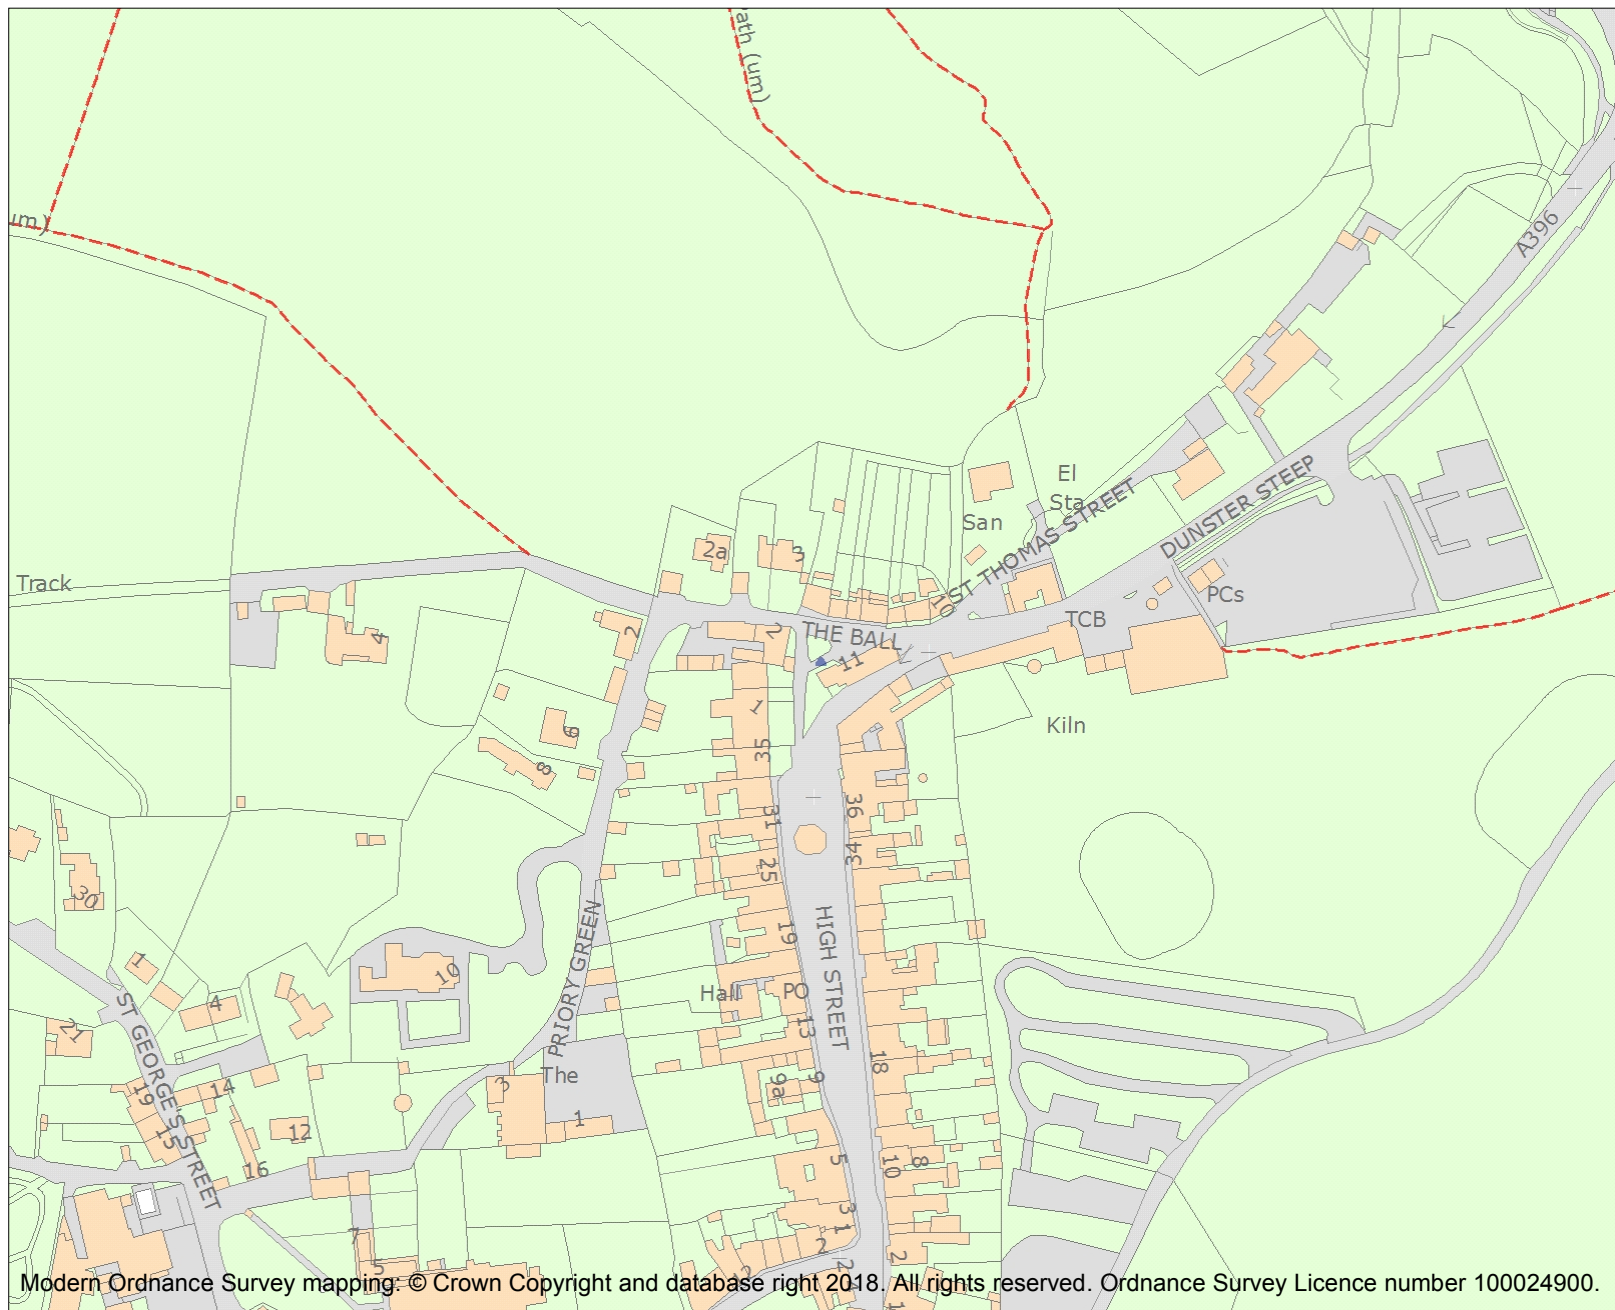 Path (um)
um)
A396
Track
El
Sta
San
ST THOMAS STREET
DUNSTER STEEP
PCs
TCB
2a
3
10
2
4
2
THE BALL
11
1
6
8
35
Kiln
31
36
34
25
30
19
HIGH STREET
PRIORY GREEN
1
10
4
Hall
PO
13
21
ST GEORGE'S STREET
18
3
The
9a
9
14
19
1
12
15
16
5
10
8
3
1
7
2
2
5
2
Modern Ordnance Survey mapping: © Crown Copyright and database right 2018. All rights reserved. Ordnance Survey Licence number 100024900.